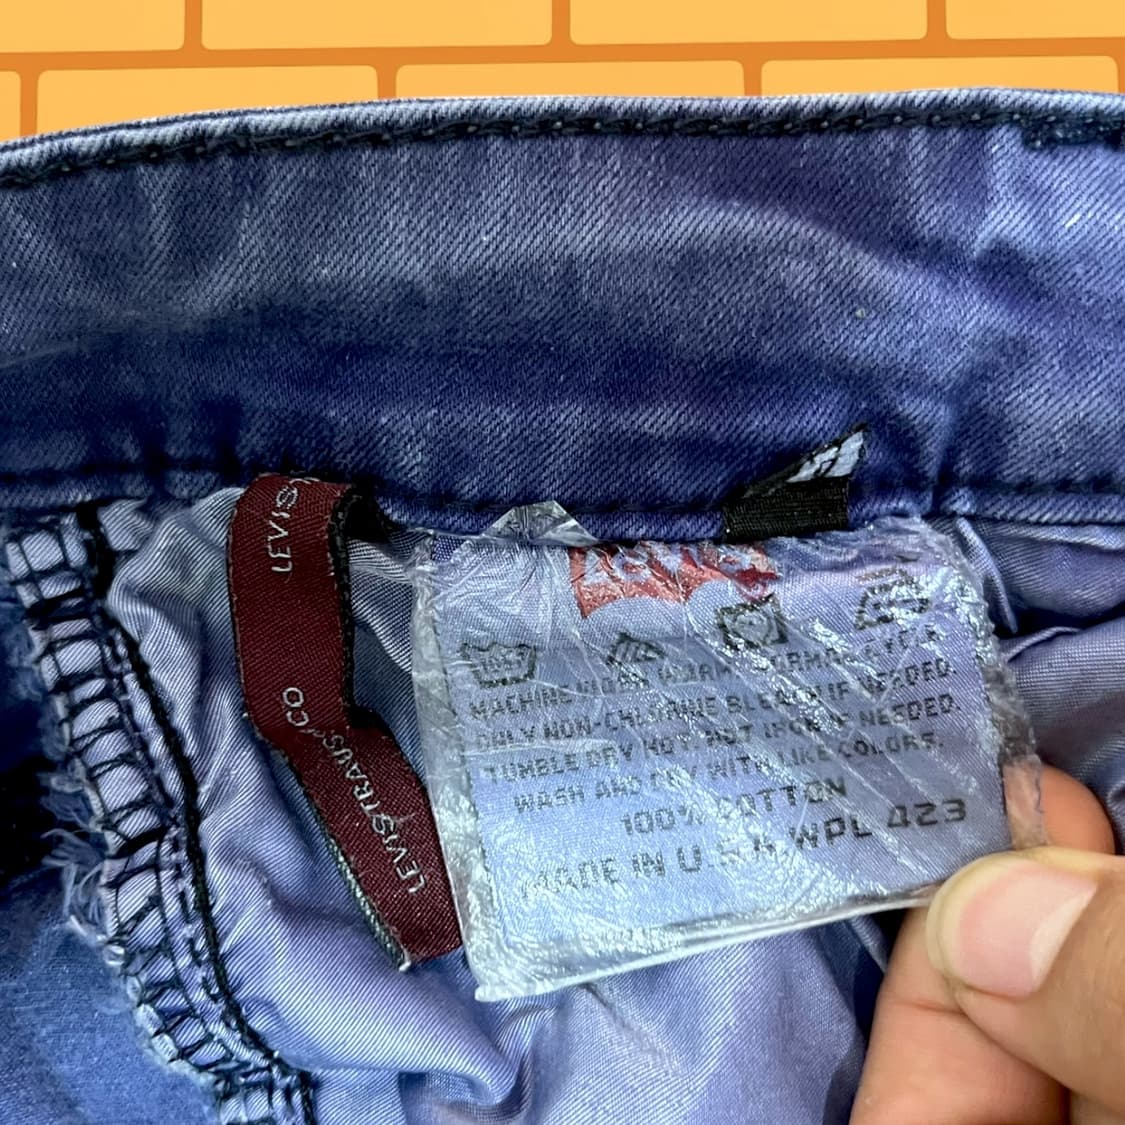 LEVI'S
LEVI STRAUSS & CO
LEVI'S
MACHINE WASH WARM NORMAL CYCLE
ONLY NON-CHLORINE BLEACH IF NEEDED.
TUMBLE DRY HOT. HOT IRON IF NEEDED.
WASH AND DRY WITH LIKE COLORS.
100% COTTON
MADE IN U.S.A. WPL 423